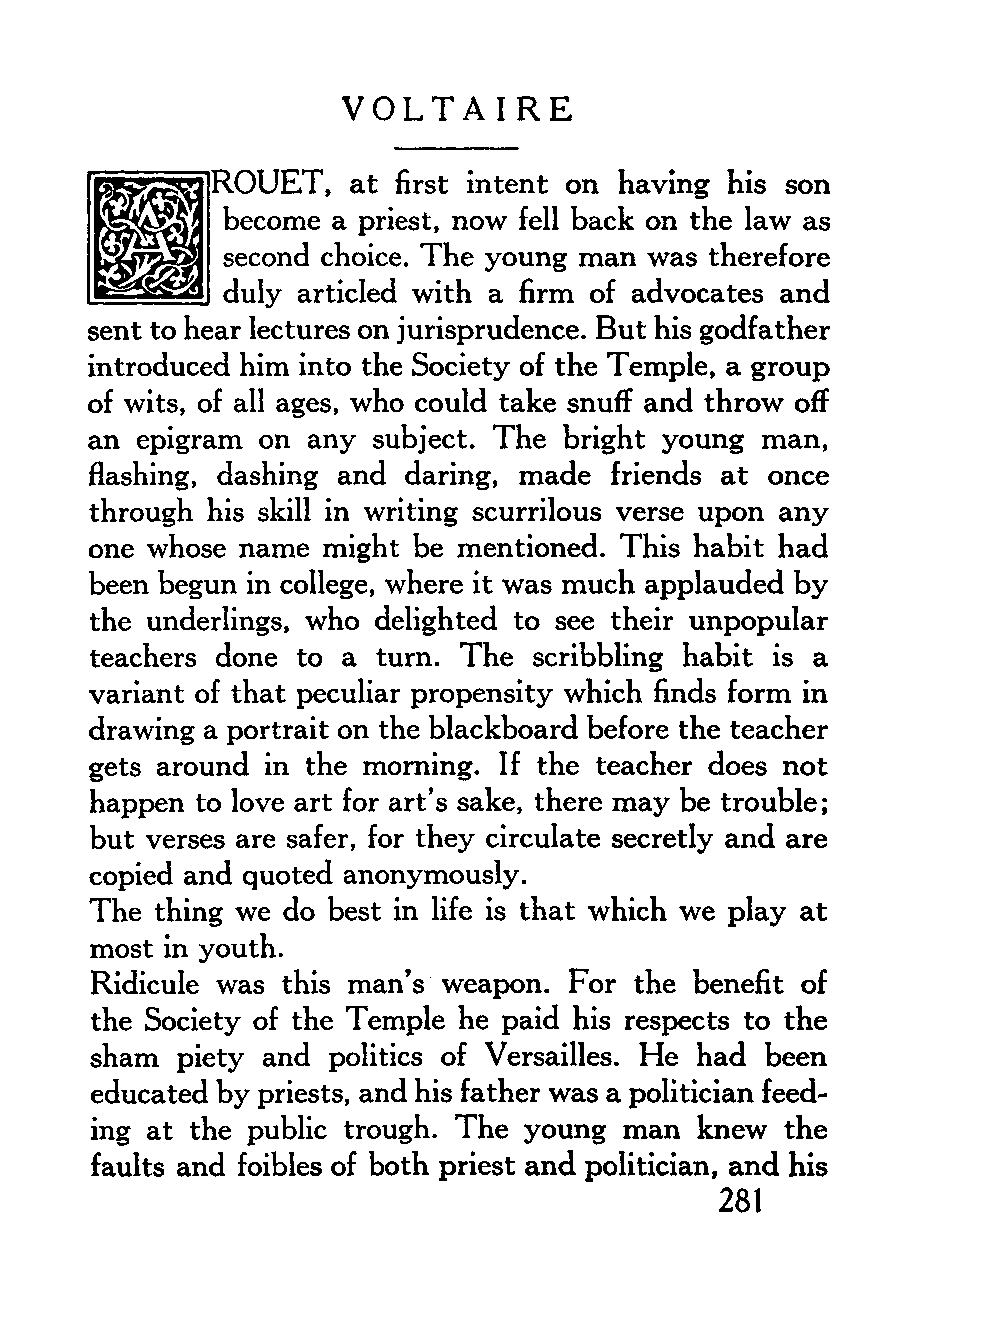 VOLTAIRE
AROUET, at first intent on having his son
become a priest, now fell back on the law as
second choice. The young man was therefore
duly articled with a firm of advocates and
sent to hear lectures on jurisprudence. But his godfather
introduced him into the Society of the Temple, a group
of wits, of all ages, who could take snuff and throw off
an epigram on any subject. The bright young man,
flashing, dashing and daring, made friends at once
through his skill in writing scurrilous verse upon any
one whose name might be mentioned. This habit had
been begun in college, where it was much applauded by
the underlings, who delighted to see their unpopular
teachers done to a turn. The scribbling habit is a
variant of that peculiar propensity which finds form in
drawing a portrait on the blackboard before the teacher
gets around in the morning. If the teacher does not
happen to love art for art's sake, there may be trouble;
but verses are safer, for they circulate secretly and are
copied and quoted anonymously.
The thing we do best in life is that which we play at
most in youth.
Ridicule was this man's weapon. For the benefit of
the Society of the Temple he paid his respects to the
sham piety and politics of Versailles. He had been
educated by priests, and his father was a politician feed-
ing at the public trough. The young man knew the
faults and foibles of both priest and politician, and his
281